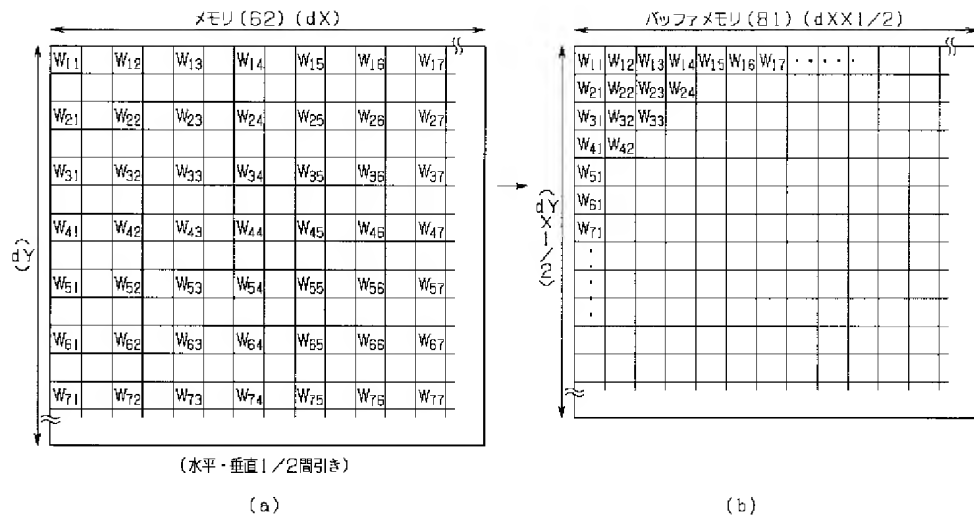 メモリ(62)(dX)
W11 W12 W13 W14 W15 W16 W17
W21 W22 W23 W24 W25 W26 W27
W31 W32 W33 W34 W35 W36 W37
W41 W42 W43 W44 W45 W46 W47
W51 W52 W53 W54 W55 W56 W57
W61 W62 W63 W64 W65 W66 W67
W71 W72 W73 W74 W75 W76 W77
(dY)
(水平・垂直1/2間引き)
(a)
バッファメモリ(81)(dX×1/2)
W11 W12 W13 W14 W15 W16 W17 ・・・・・
W21 W22 W23 W24
W31 W32 W33
W41 W42
W51
W61
W71
(dY×1/2)
(b)